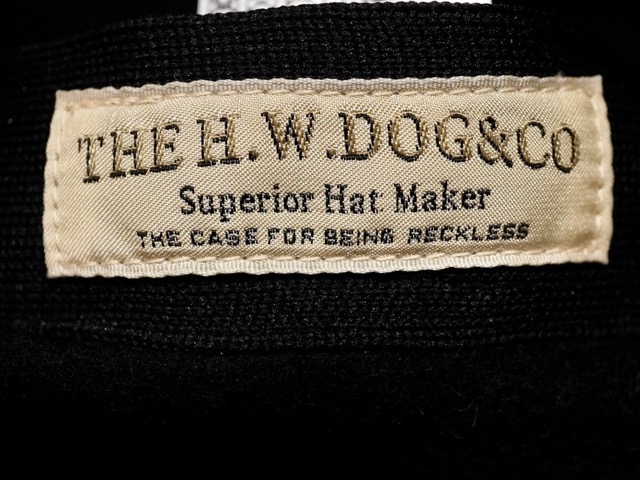 THE H.W.DOG&CO
Superior Hat Maker
THE CASE FOR BEING RECKLESS